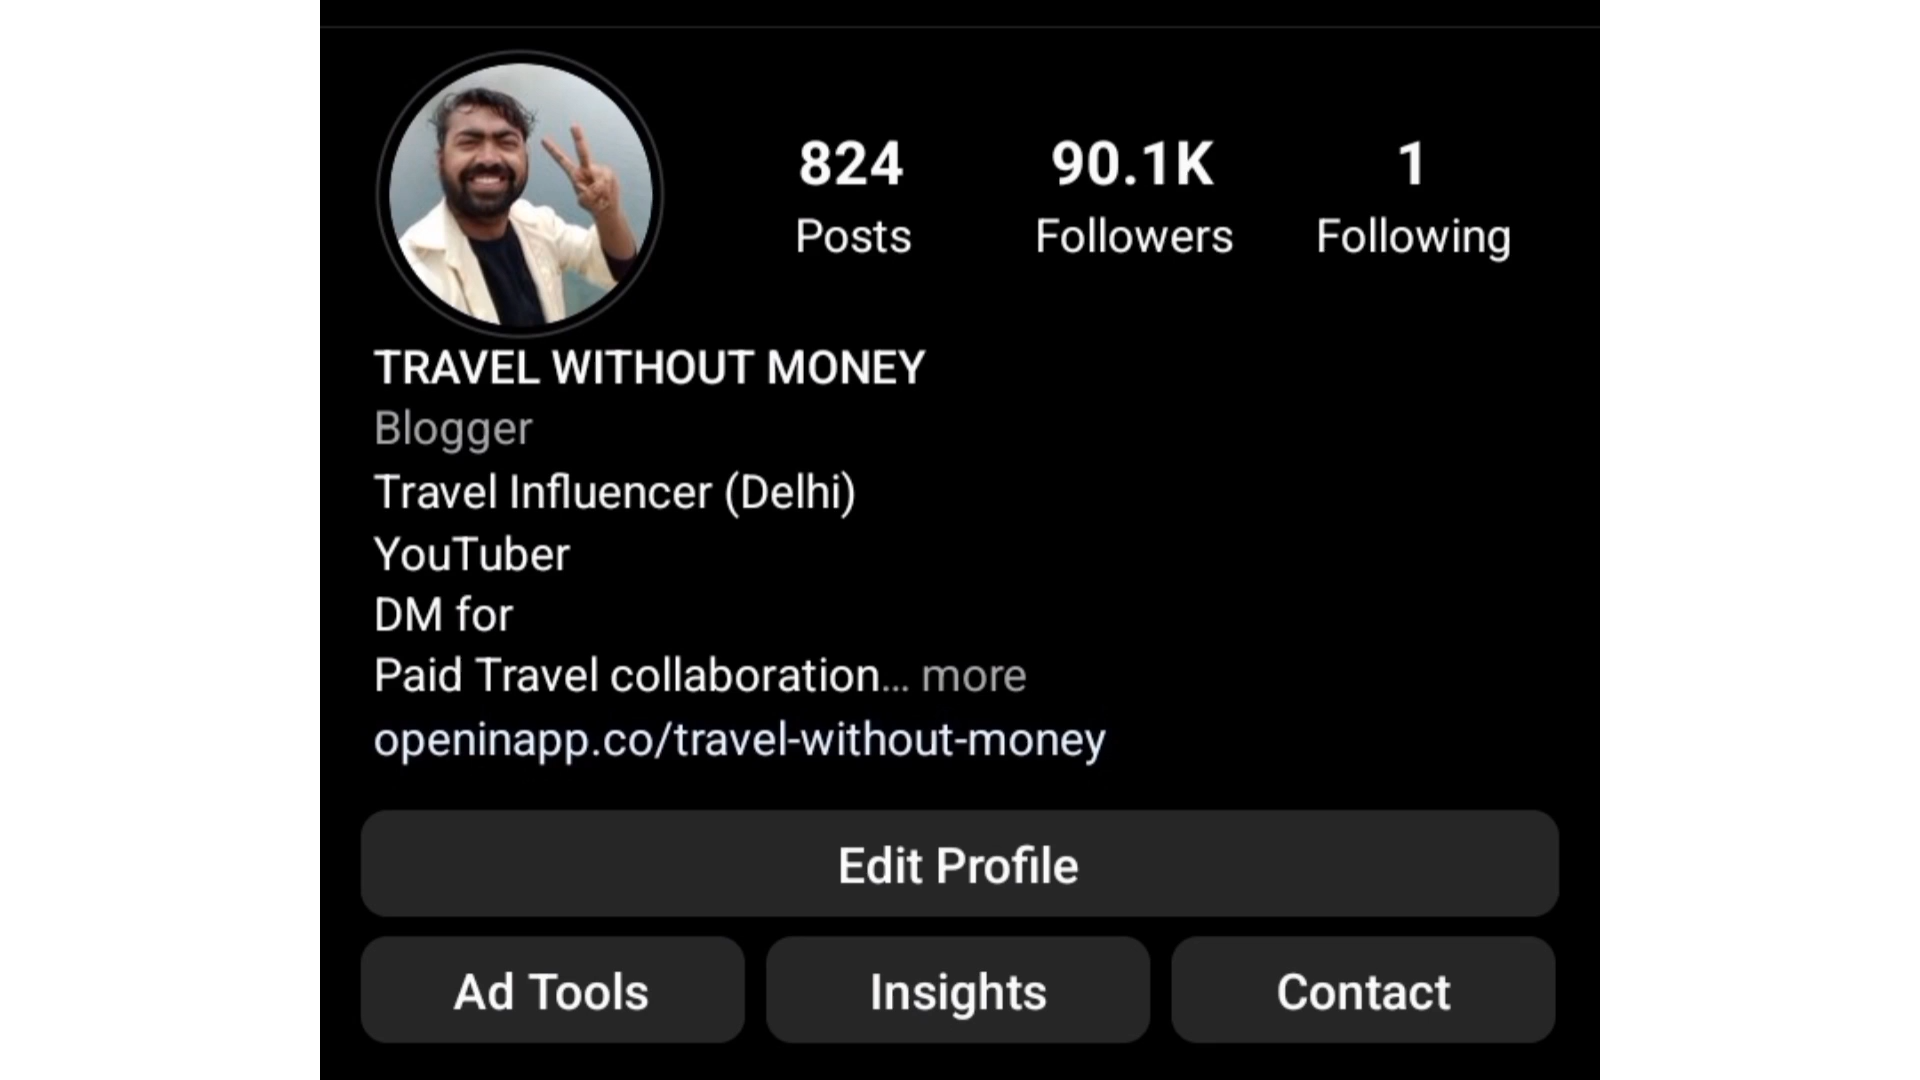 824 90.1K 1
Posts Followers Following
TRAVEL WITHOUT MONEY
Blogger
Travel Influencer (Delhi)
YouTuber
DM for
Paid Travel collaboration... more
openinapp.co/travel-without-money
Edit Profile
Ad Tools Insights Contact